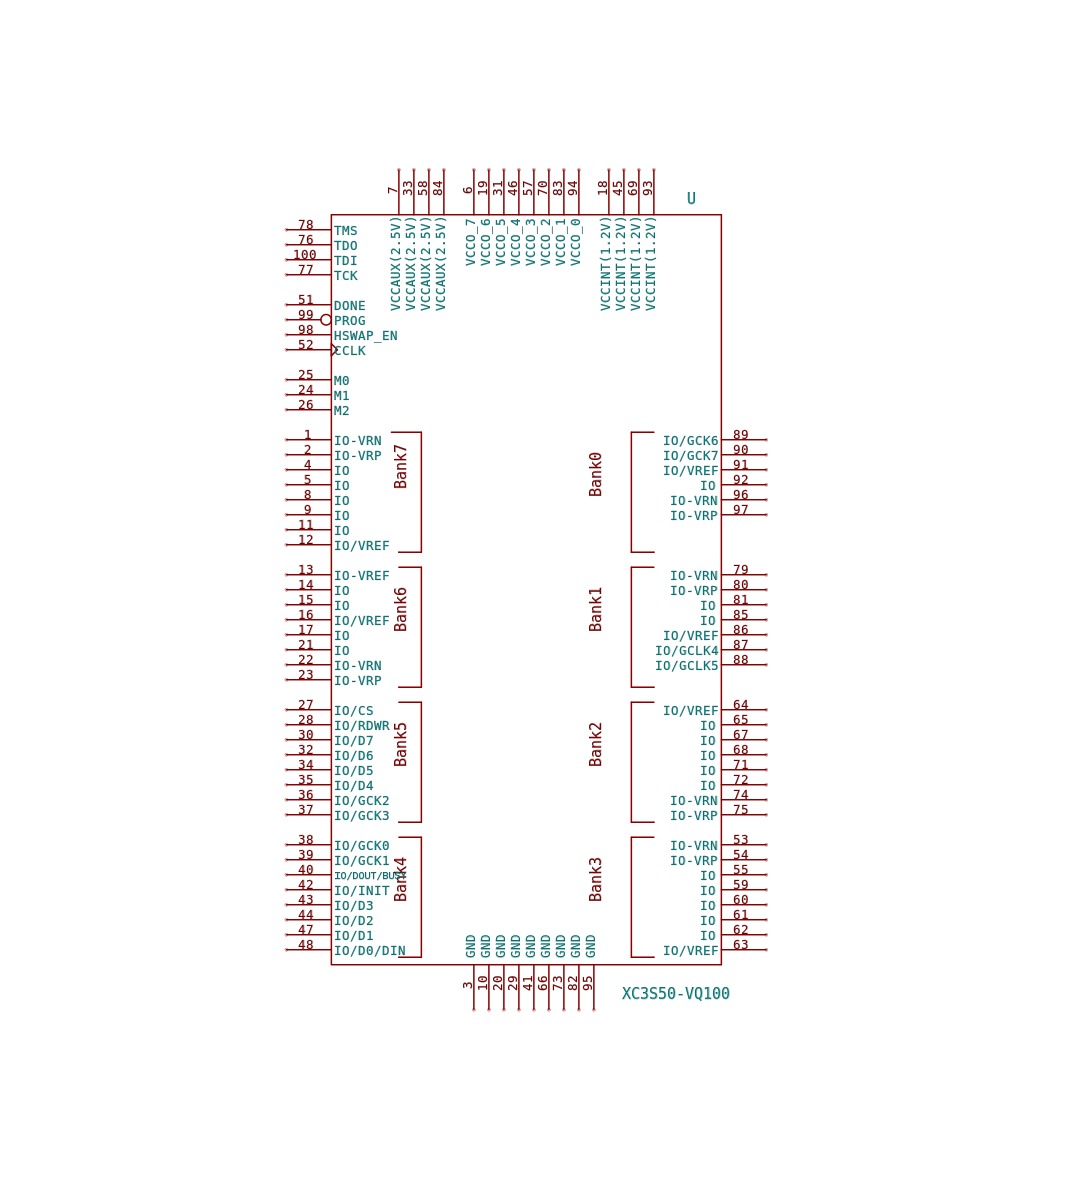 7 33 58 84 6 19 31 46 57 70 83 94 18 45 69 93
U
VCCAUX(2.5V)
VCCAUX(2.5V)
VCCAUX(2.5V)
VCCAUX(2.5V)
VCCO_7
VCCO_6
VCCO_5
VCCO_4
VCCO_3
VCCO_2
VCCO_1
VCCO_0
VCCINT(1.2V)
VCCINT(1.2V)
VCCINT(1.2V)
VCCINT(1.2V)
78 TMS
76 TDO
100 TDI
77 TCK
51 DONE
99 PROG
98 HSWAP_EN
52 CCLK
25 M0
24 M1
26 M2
Bank7
1 IO-VRN
2 IO-VRP
4 IO
5 IO
8 IO
9 IO
11 IO
12 IO/VREF
Bank6
13 IO-VREF
14 IO
15 IO
16 IO/VREF
17 IO
21 IO
22 IO-VRN
23 IO-VRP
Bank5
27 IO/CS
28 IO/RDWR
30 IO/D7
32 IO/D6
34 IO/D5
35 IO/D4
36 IO/GCK2
37 IO/GCK3
Bank4
38 IO/GCK0
39 IO/GCK1
40 IO/DOUT/BUSY
42 IO/INIT
43 IO/D3
44 IO/D2
47 IO/D1
48 IO/D0/DIN
Bank0
IO/GCK6 89
IO/GCK7 90
IO/VREF 91
IO 92
IO-VRN 96
IO-VRP 97
Bank1
IO-VRN 79
IO-VRP 80
IO 81
IO 85
IO/VREF 86
IO/GCLK4 87
IO/GCLK5 88
Bank2
IO/VREF 64
IO 65
IO 67
IO 68
IO 71
IO 72
IO-VRN 74
IO-VRP 75
Bank3
IO-VRN 53
IO-VRP 54
IO 55
IO 59
IO 60
IO 61
IO 62
IO/VREF 63
GND GND GND GND GND GND GND GND GND
3 10 20 29 41 66 73 82 95
XC3S50-VQ100